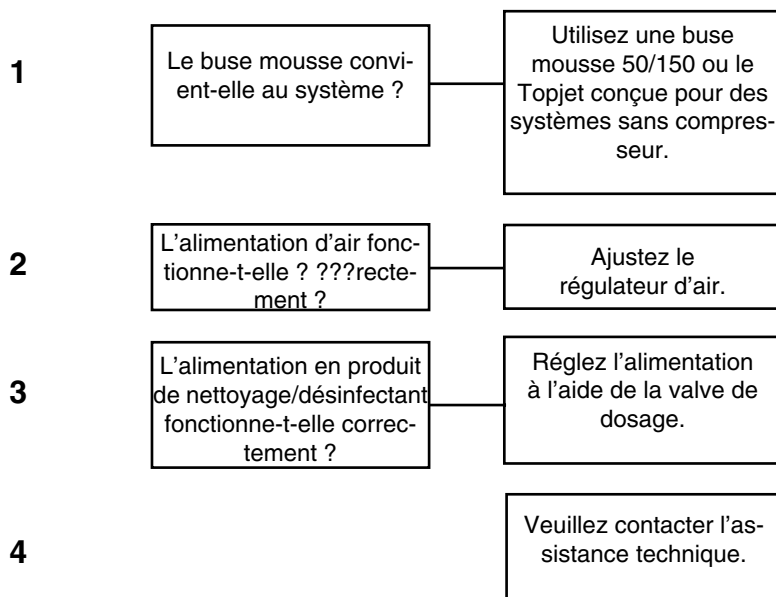 1
Le buse mousse convi-
ent-elle au système ?
Utilisez une buse
mousse 50/150 ou le
Topjet conçue pour des
systèmes sans compres-
seur.
2
L'alimentation d'air fonc-
tionne-t-elle ? ???recte-
ment ?
Ajustez le
régulateur d'air.
3
L'alimentation en produit
de nettoyage/désinfectant
fonctionne-t-elle correc-
tement ?
Réglez l'alimentation
à l'aide de la valve de
dosage.
4
Veuillez contacter l'as-
sistance technique.